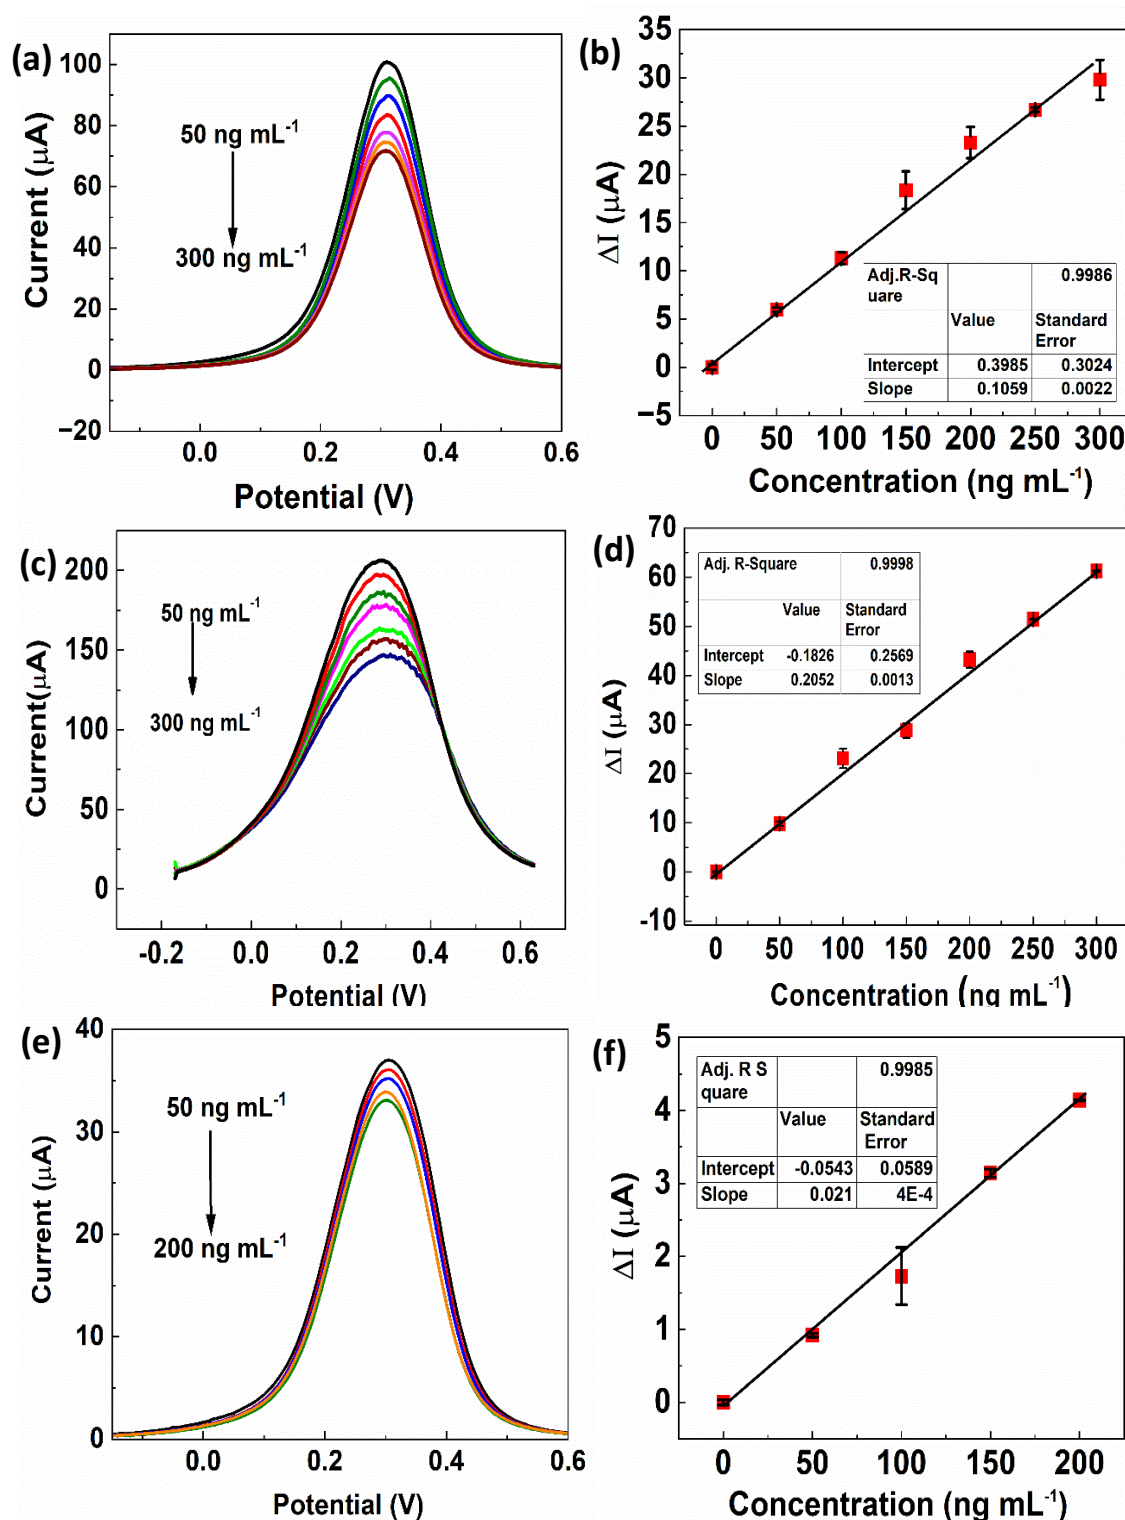 (a)
100
80
60
40
20
0
−20
Current (μA)
50 ng mL-1
300 ng mL-1
0.0 0.2 0.4 0.6
Potential (V)
(b)
35
30
25
20
15
10
5
0
−5
ΔI (μA)
Adj.R-Sq
uare
0.9986
Value Standard
Error
Intercept 0.3985 0.3024
Slope 0.1059 0.0022
0 50 100 150 200 250 300
Concentration (ng mL-1)
(c)
200
150
100
50
0
Current(μA)
50 ng mL-1
300 ng mL-1
-0.2 0.0 0.2 0.4 0.6
Potential (V)
(d)
70
60
50
40
30
20
10
0
-10
ΔI (μA)
Adj. R-Square 0.9998
Value Standard
Error
Intercept -0.1826 0.2569
Slope 0.2052 0.0013
0 50 100 150 200 250 300
Concentration (ng mL-1)
(e)
40
30
20
10
0
Current (μA)
50 ng mL-1
200 ng mL-1
0.0 0.2 0.4 0.6
Potential (V)
(f)
5
4
3
2
1
0
ΔI (μA)
Adj. R S
quare
0.9985
Value Standard
Error
Intercept -0.0543 0.0589
Slope 0.021 4E-4
0 50 100 150 200
Concentration (ng mL-1)